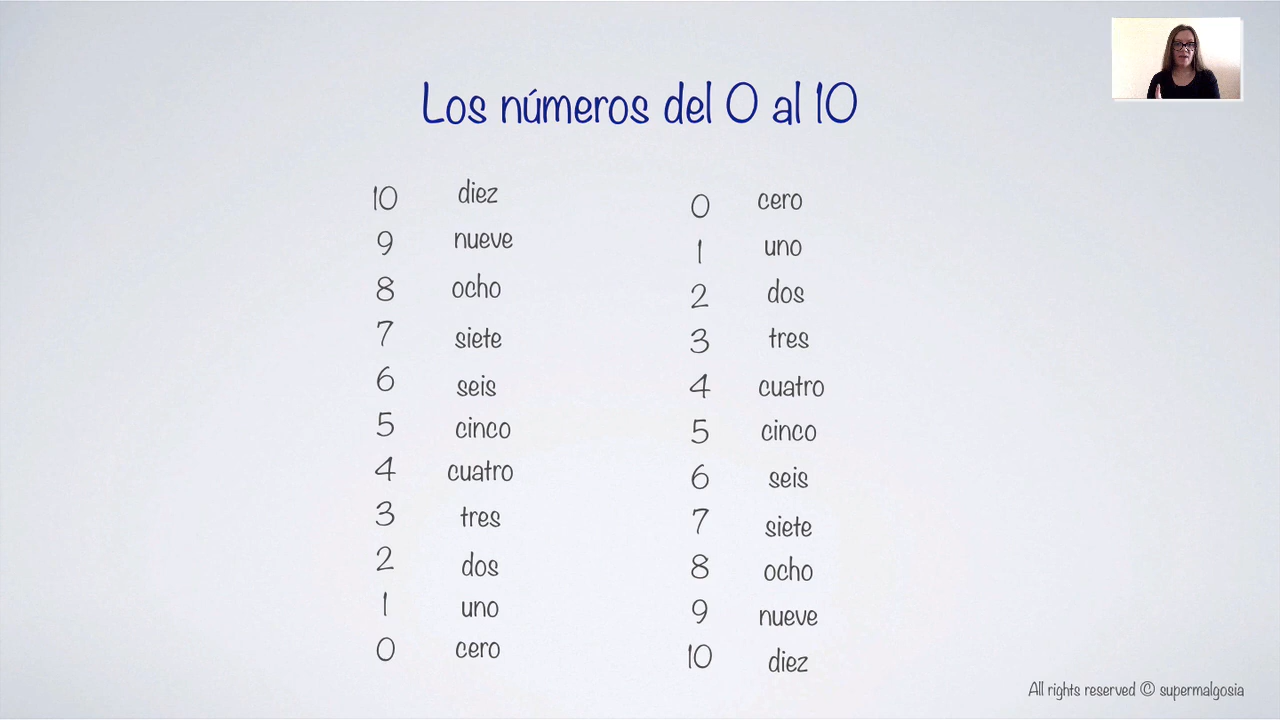 Los números del 0 al 10
10 diez
9 nueve
8 ocho
7 siete
6 seis
5 cinco
4 cuatro
3 tres
2 dos
1 uno
0 cero
0 cero
1 uno
2 dos
3 tres
4 cuatro
5 cinco
6 seis
7 siete
8 ocho
9 nueve
10 diez
All rights reserved © supermalgosia